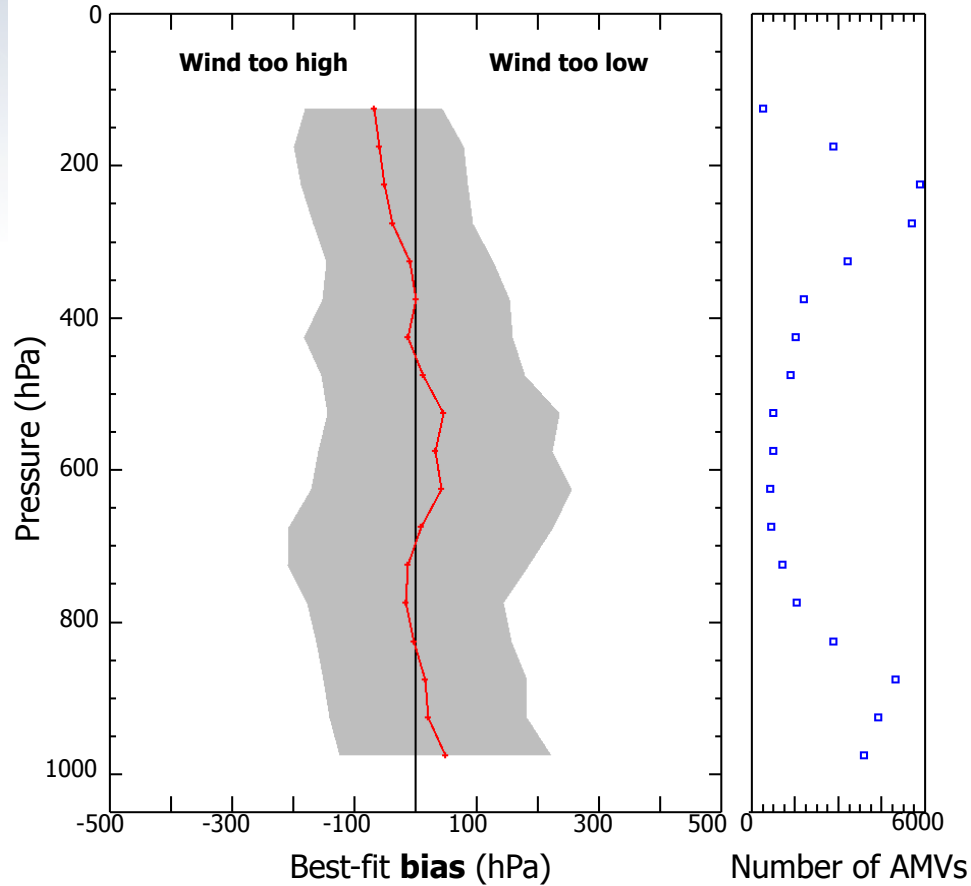 0
Wind too high
Wind too low
200
400
Pressure (hPa)
600
800
1000
-500
-300
-100
100
300
500
0
6000
Best-fit bias (hPa)
Number of AMVs